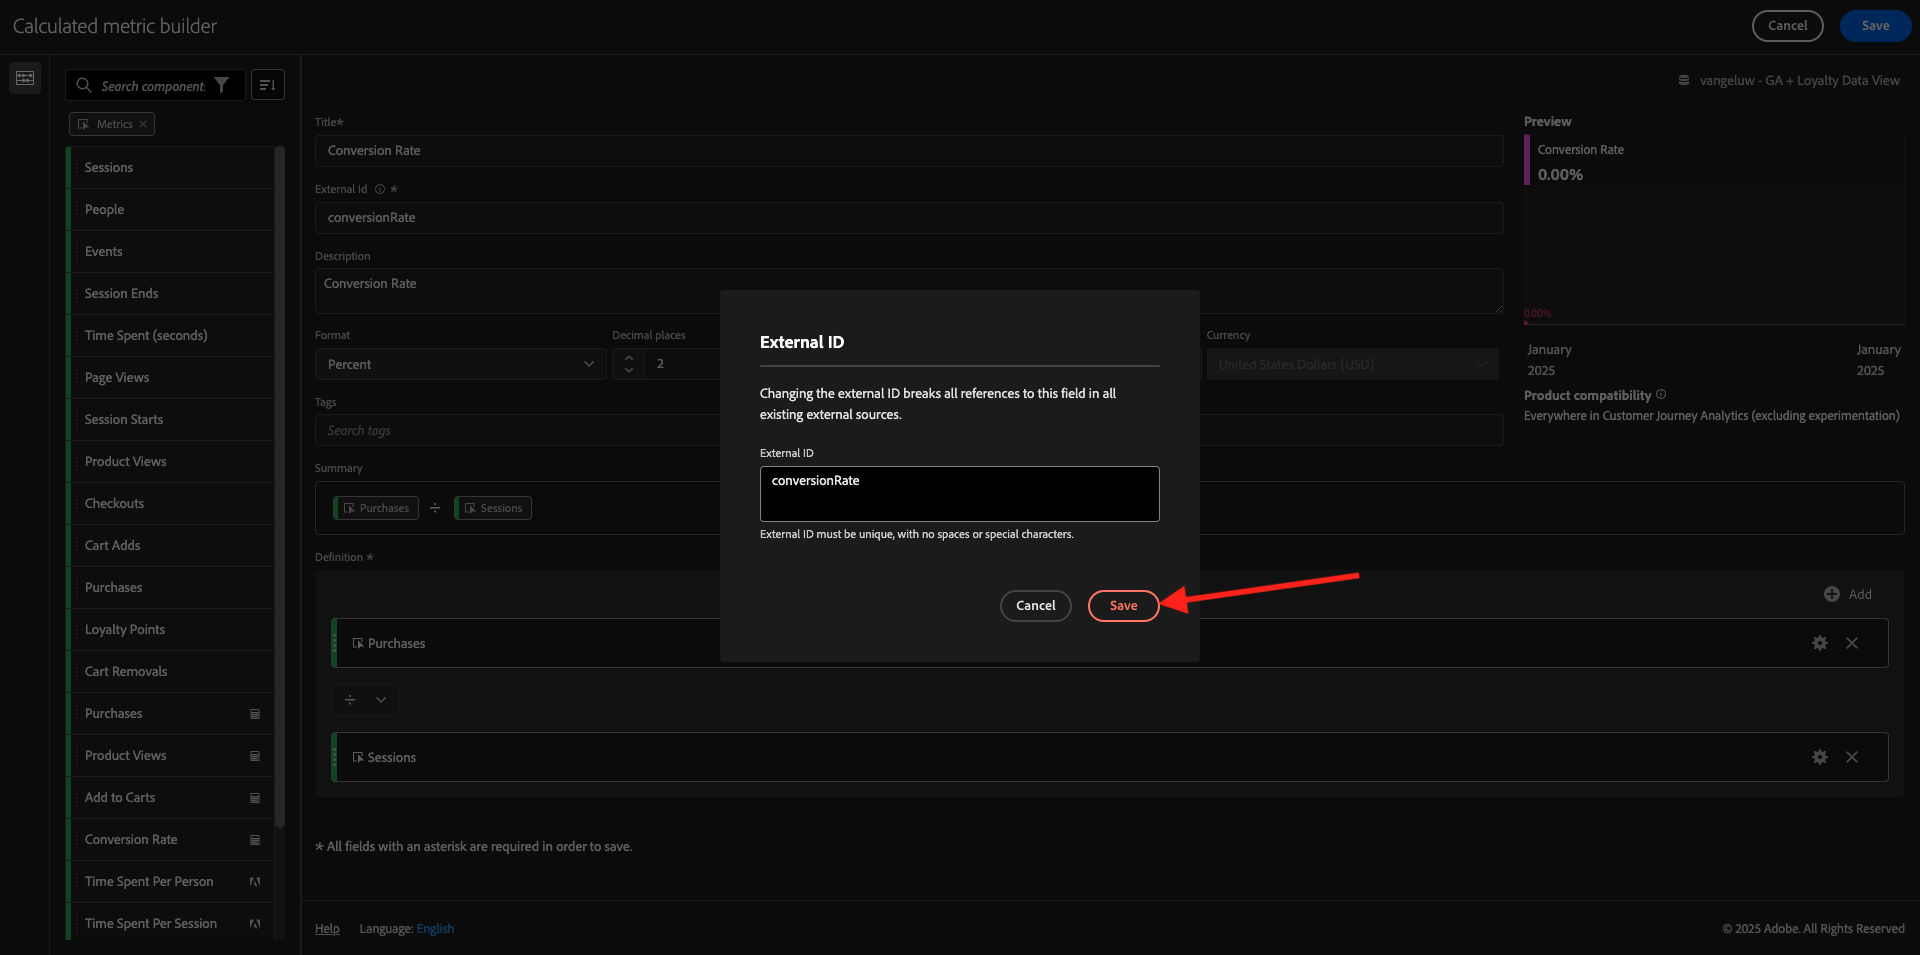 Calculated metric builder
Cancel
Save
Search component:
Metrics
Sessions
People
Events
Session Ends
Time Spent (seconds)
Page Views
Session Starts
Product Views
Checkouts
Cart Adds
Purchases
Loyalty Points
Cart Removals
Purchases
Product Views
Add to Carts
Conversion Rate
Time Spent Per Person
Time Spent Per Session
vangeluw - GA + Loyalty Data View
Title*
Conversion Rate
External Id *
conversionRate
Description
Conversion Rate
Format
Percent
Decimal places
2
Currency
United States Dollars (USD)
Tags
Search tags
Summary
Purchases ÷ Sessions
Definition *
Add
Purchases
÷
Sessions
* All fields with an asterisk are required in order to save.
Preview
Conversion Rate
0.00%
0.00%
January
2025
January
2025
Product compatibility
Everywhere in Customer Journey Analytics (excluding experimentation)
External ID
Changing the external ID breaks all references to this field in all
existing external sources.
External ID
conversionRate
External ID must be unique, with no spaces or special characters.
Cancel
Save
Help
Language: English
© 2025 Adobe. All Rights Reserved